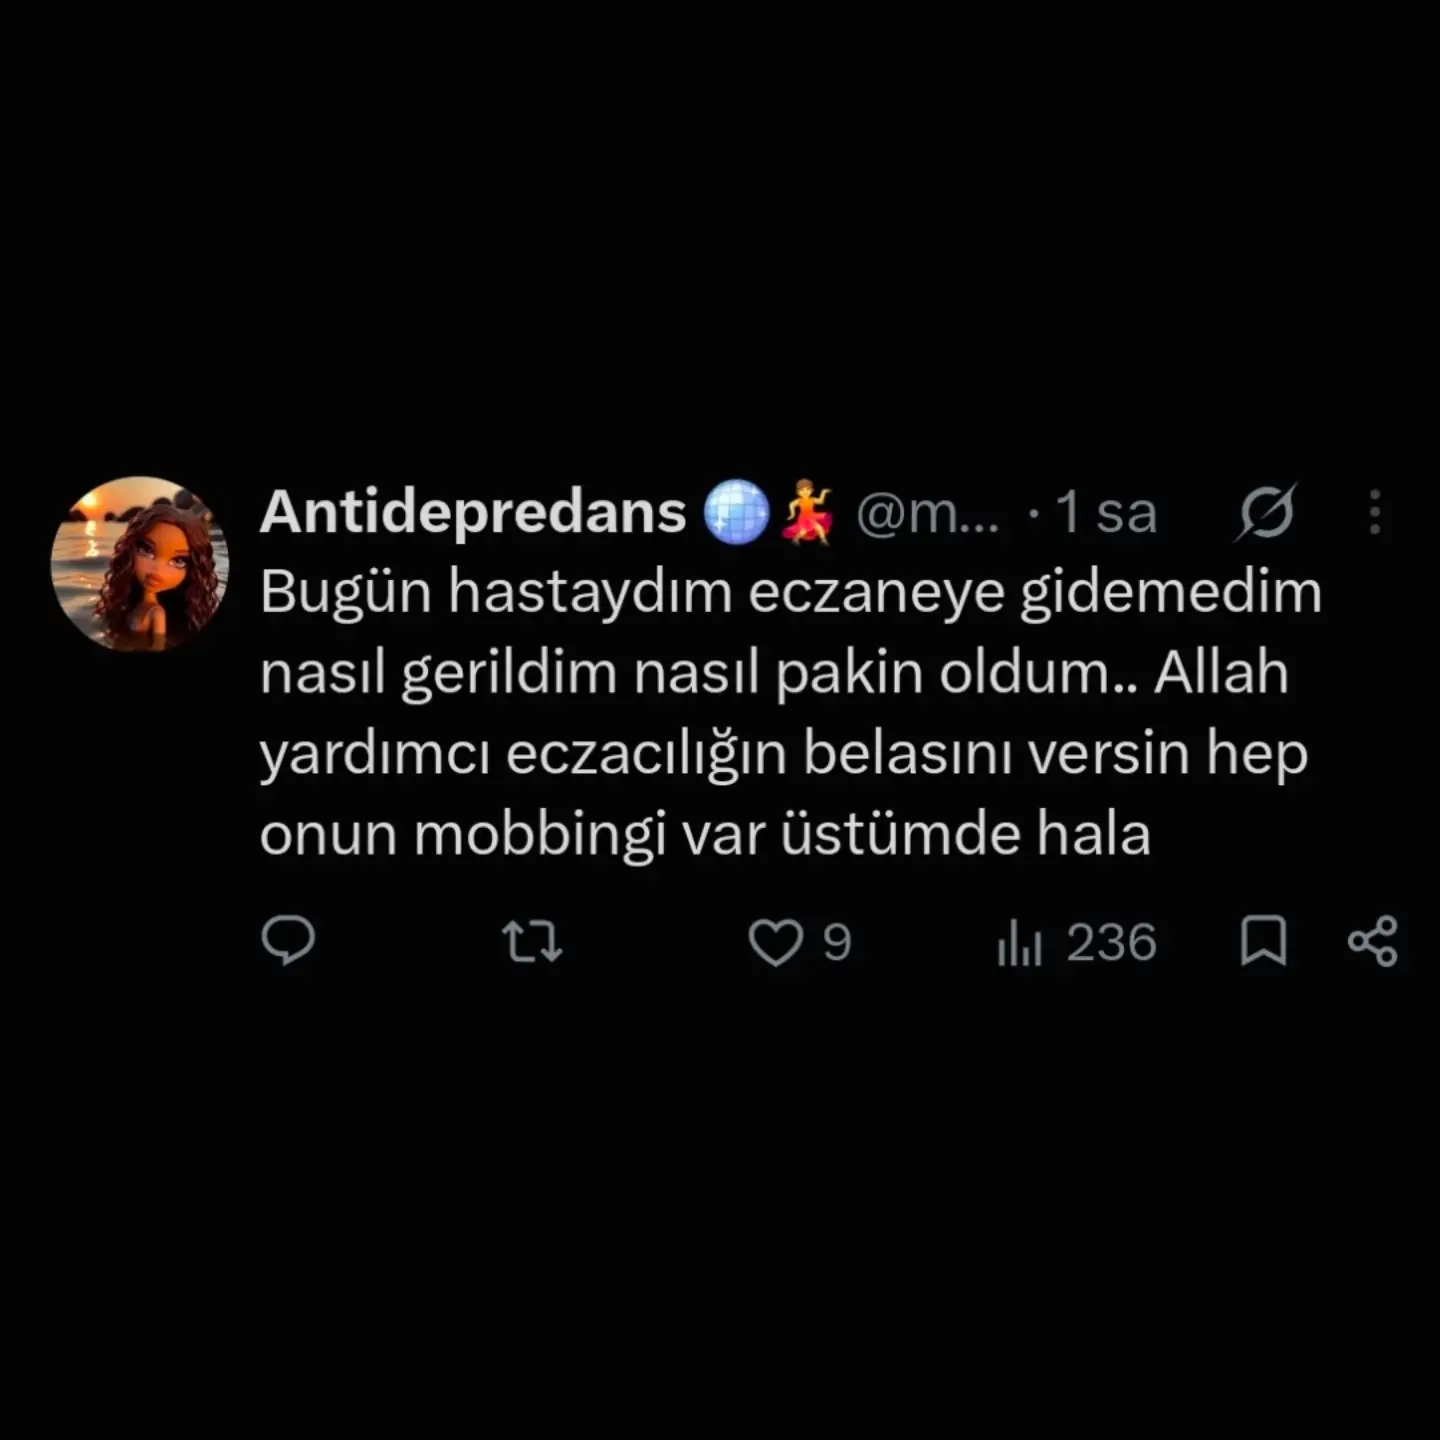 Antidepredans 🪩💃 @m... · 1 sa
Bugün hastaydım eczaneye gidemedim
nasıl gerildim nasıl pakin oldum.. Allah
yardımcı eczacılığın belasını versin hep
onun mobbingi var üstümde hala
9 236